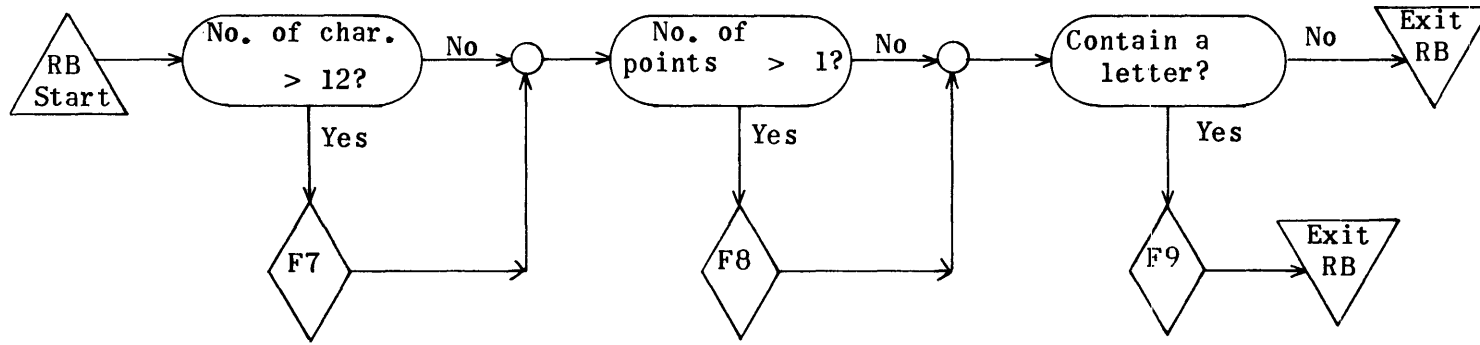 RB
Start
No. of char.
> 12?
No
Yes
F7
No. of
points > 1?
No
Yes
F8
Contain a
letter?
No
Yes
F9
Exit
RB
Exit
RB